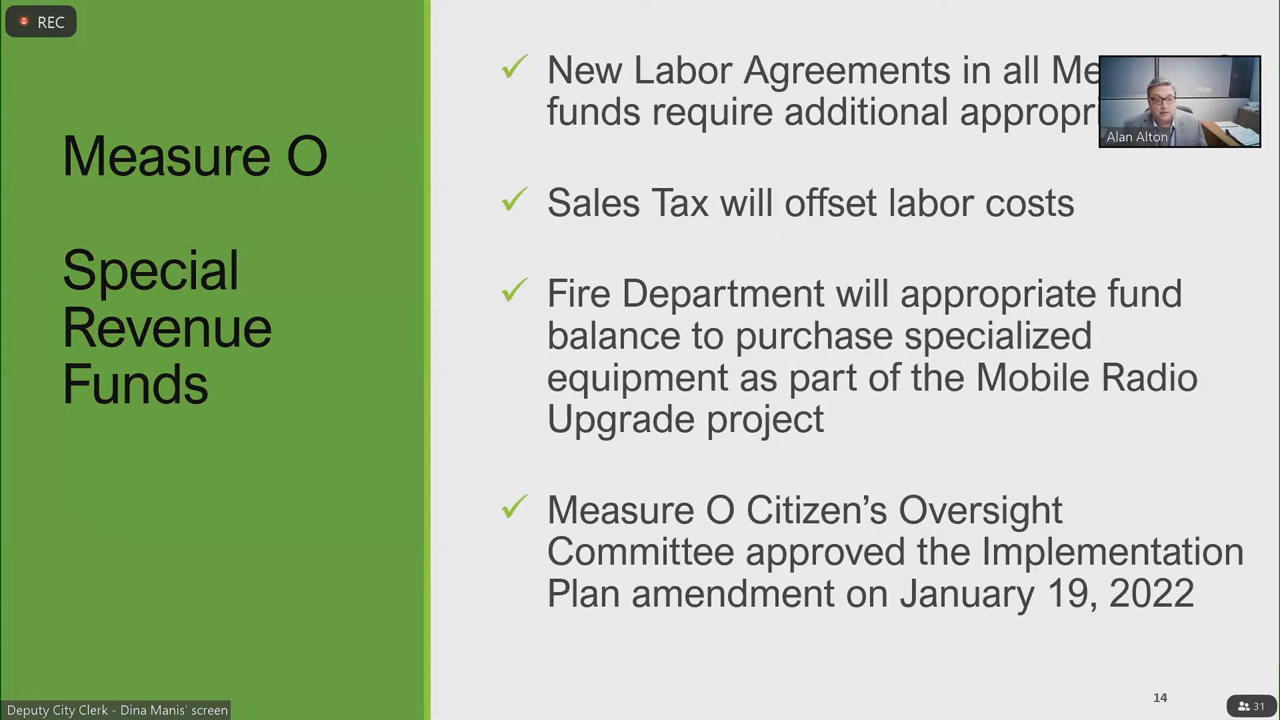 REC
Measure O
Special
Revenue
Funds
New Labor Agreements in all
funds require additional
Sales Tax will offset labor costs
Fire Department will appropriate fund
balance to purchase specialized
equipment as part of the Mobile Radio
Upgrade project
Measure O Citizen’s Oversight
Committee approved the Implementation
Plan amendment on January 19, 2022
Alan Alton
14
Deputy City Clerk - Dina Manis' screen
31